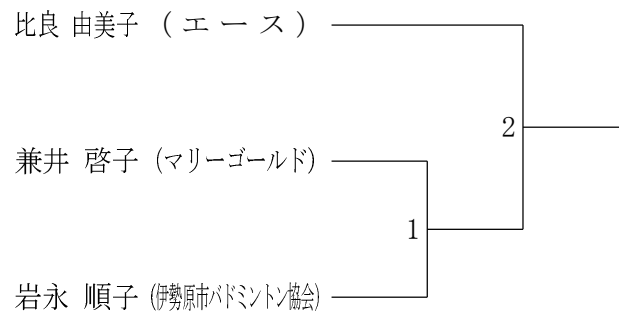 比良 由美子 (エース)
2
兼井 啓子 (マリーゴールド)
1
岩永 順子 (伊勢原市バドミントン協会)